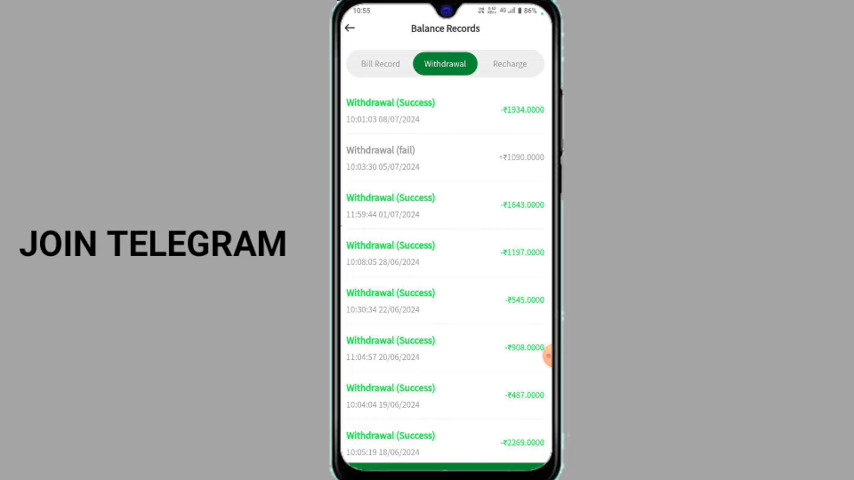 10:55
4G
86%
Balance Records
Bill Record
Withdrawal
Recharge
Withdrawal (Success)
-₹1934.0000
10:01:03 08/07/2024
Withdrawal (fail)
+₹1090.0000
10:03:30 05/07/2024
Withdrawal (Success)
-₹1643.0000
11:59:44 01/07/2024
JOIN TELEGRAM
Withdrawal (Success)
-₹1197.0000
10:08:05 28/06/2024
Withdrawal (Success)
-₹545.0000
10:30:34 22/06/2024
Withdrawal (Success)
-₹908.0000
11:04:57 20/06/2024
Withdrawal (Success)
-₹487.0000
10:04:04 19/06/2024
Withdrawal (Success)
-₹2269.0000
10:05:19 18/06/2024